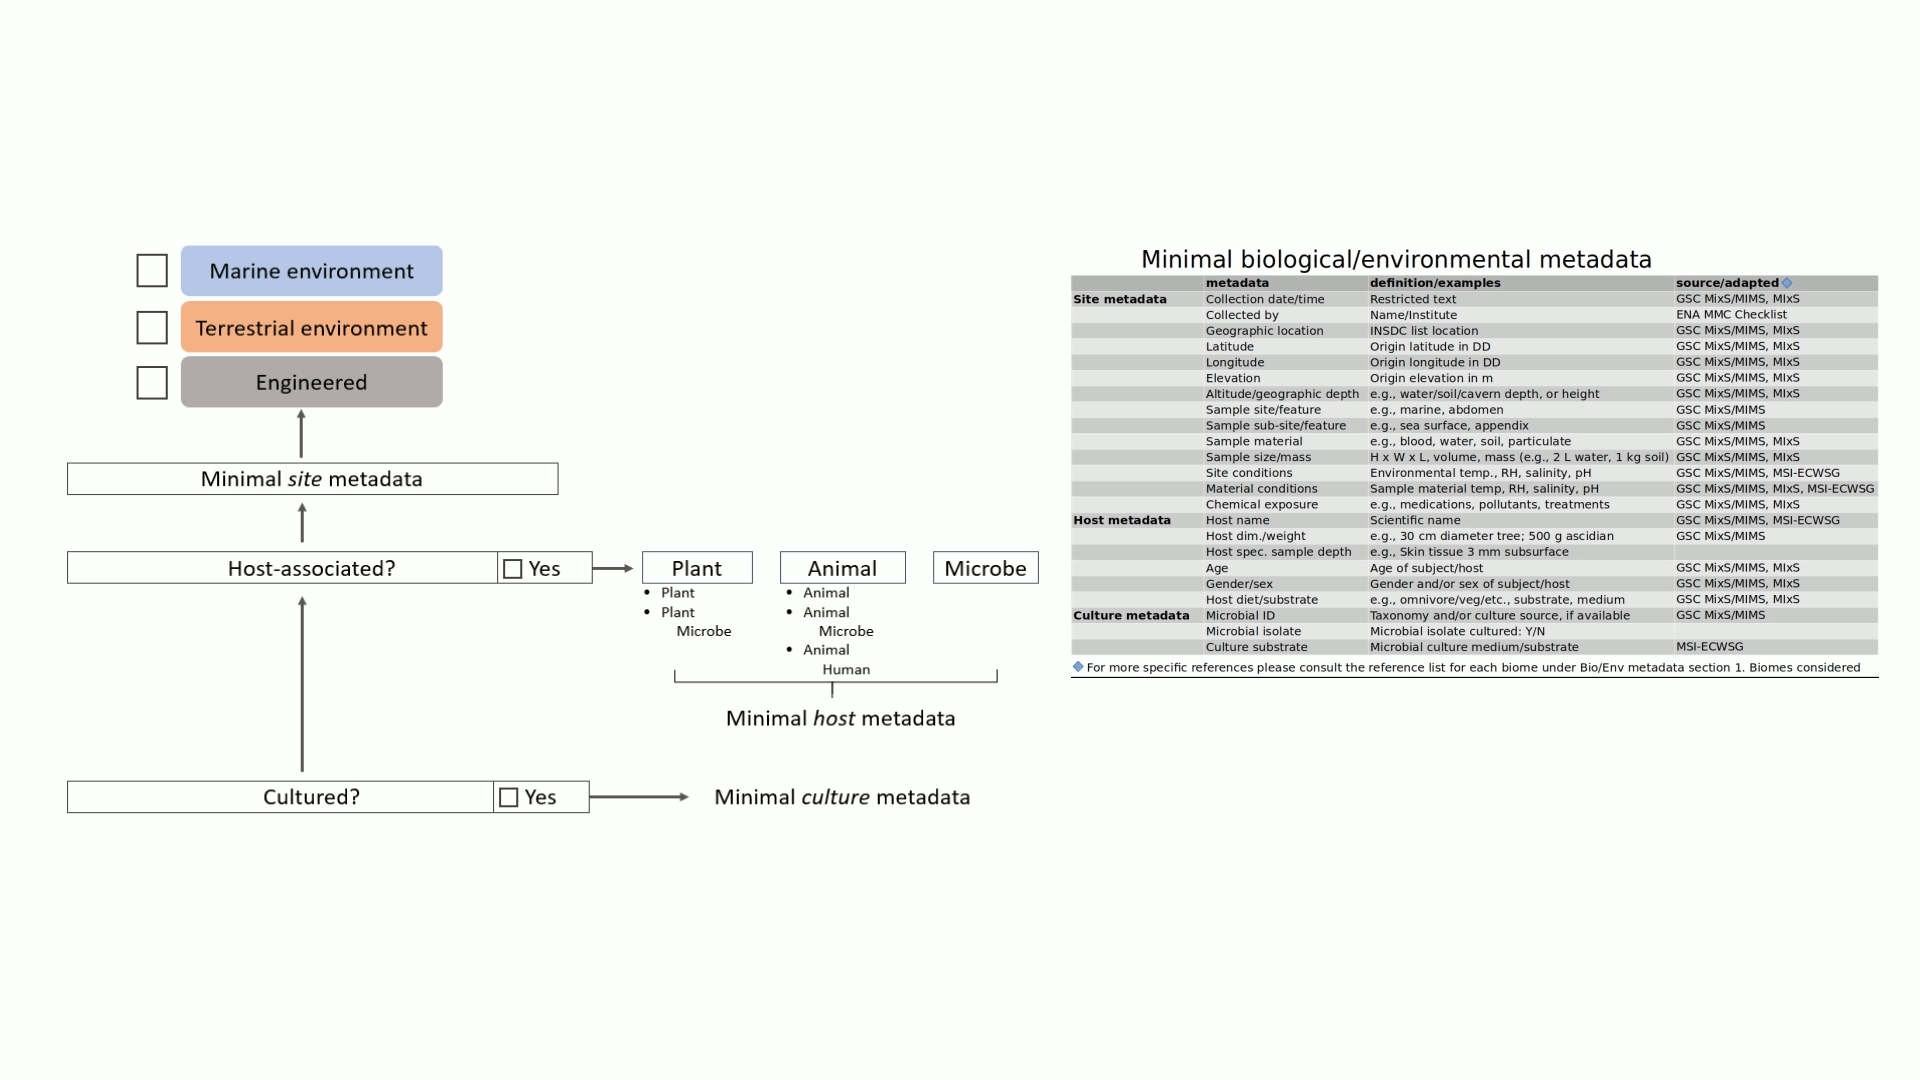 Marine environment
Terrestrial environment
Engineered
Minimal site metadata
Host-associated? Yes
Plant Animal Microbe
• Plant
• Plant
Microbe
• Animal
• Animal
Microbe
• Animal
Human
Minimal host metadata
Cultured? Yes
Minimal culture metadata
Minimal biological/environmental metadata
metadata definition/examples source/adapted
Site metadata Collection date/time Restricted text GSC MixS/MIMS, MIxS
Collected by Name/Institute ENA MMC Checklist
Geographic location INSDC list location GSC MixS/MIMS, MIxS
Latitude Origin latitude in DD GSC MixS/MIMS, MIxS
Longitude Origin longitude in DD GSC MixS/MIMS, MIxS
Elevation Origin elevation in m GSC MixS/MIMS, MIxS
Altitude/geographic depth e.g., water/soil/cavern depth, or height GSC MixS/MIMS, MIxS
Sample site/feature e.g., marine, abdomen GSC MixS/MIMS
Sample sub-site/feature e.g., sea surface, appendix GSC MixS/MIMS
Sample material e.g., blood, water, soil, particulate GSC MixS/MIMS, MIxS
Sample size/mass H x W x L, volume, mass (e.g., 2 L water, 1 kg soil) GSC MixS/MIMS, MIxS
Site conditions Environmental temp., RH, salinity, pH GSC MixS/MIMS, MSI-ECWSG
Material conditions Sample material temp, RH, salinity, pH GSC MixS/MIMS, MIxS, MSI-ECWSG
Chemical exposure e.g., medications, pollutants, treatments GSC MixS/MIMS, MIxS
Host metadata Host name Scientific name GSC MixS/MIMS, MSI-ECWSG
Host dim./weight e.g., 30 cm diameter tree; 500 g ascidian GSC MixS/MIMS
Host spec. sample depth e.g., Skin tissue 3 mm subsurface
Age Age of subject/host GSC MixS/MIMS, MIxS
Gender/sex Gender and/or sex of subject/host GSC MixS/MIMS, MIxS
Host diet/substrate e.g., omnivore/veg/etc., substrate, medium GSC MixS/MIMS, MIxS
Culture metadata Microbial ID Taxonomy and/or culture source, if available GSC MixS/MIMS
Microbial isolate Microbial isolate cultured: Y/N
Culture substrate Microbial culture medium/substrate MSI-ECWSG
For more specific references please consult the reference list for each biome under Bio/Env metadata section 1. Biomes considered